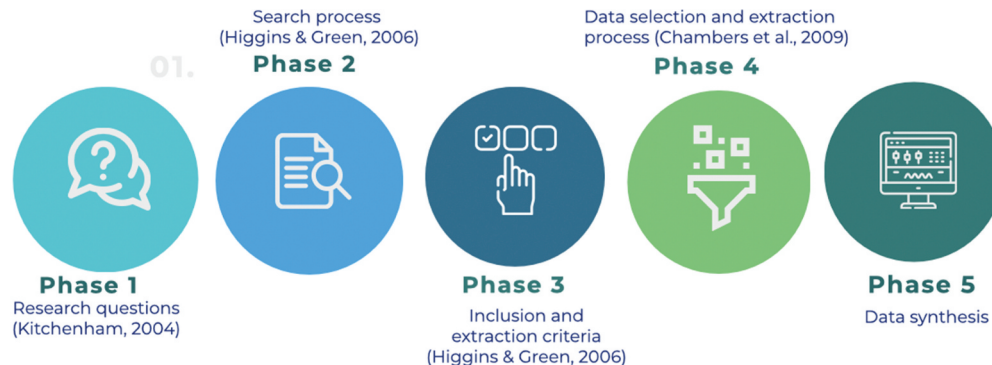 01.
Phase 1
Research questions
(Kitchenham, 2004)
Search process
(Higgins & Green, 2006)
Phase 2
Phase 3
Inclusion and
extraction criteria
(Higgins & Green, 2006)
Data selection and extraction
process (Chambers et al., 2009)
Phase 4
Phase 5
Data synthesis